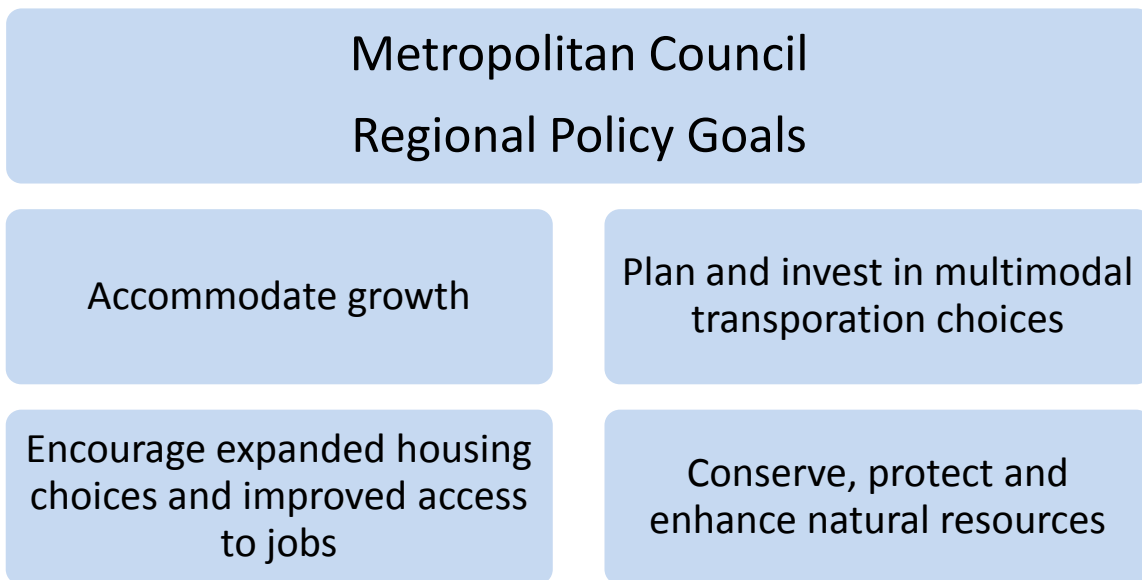 Metropolitan Council
Regional Policy Goals
Accommodate growth
Plan and invest in multimodal
transporation choices
Encourage expanded housing
choices and improved access
to jobs
Conserve, protect and
enhance natural resources